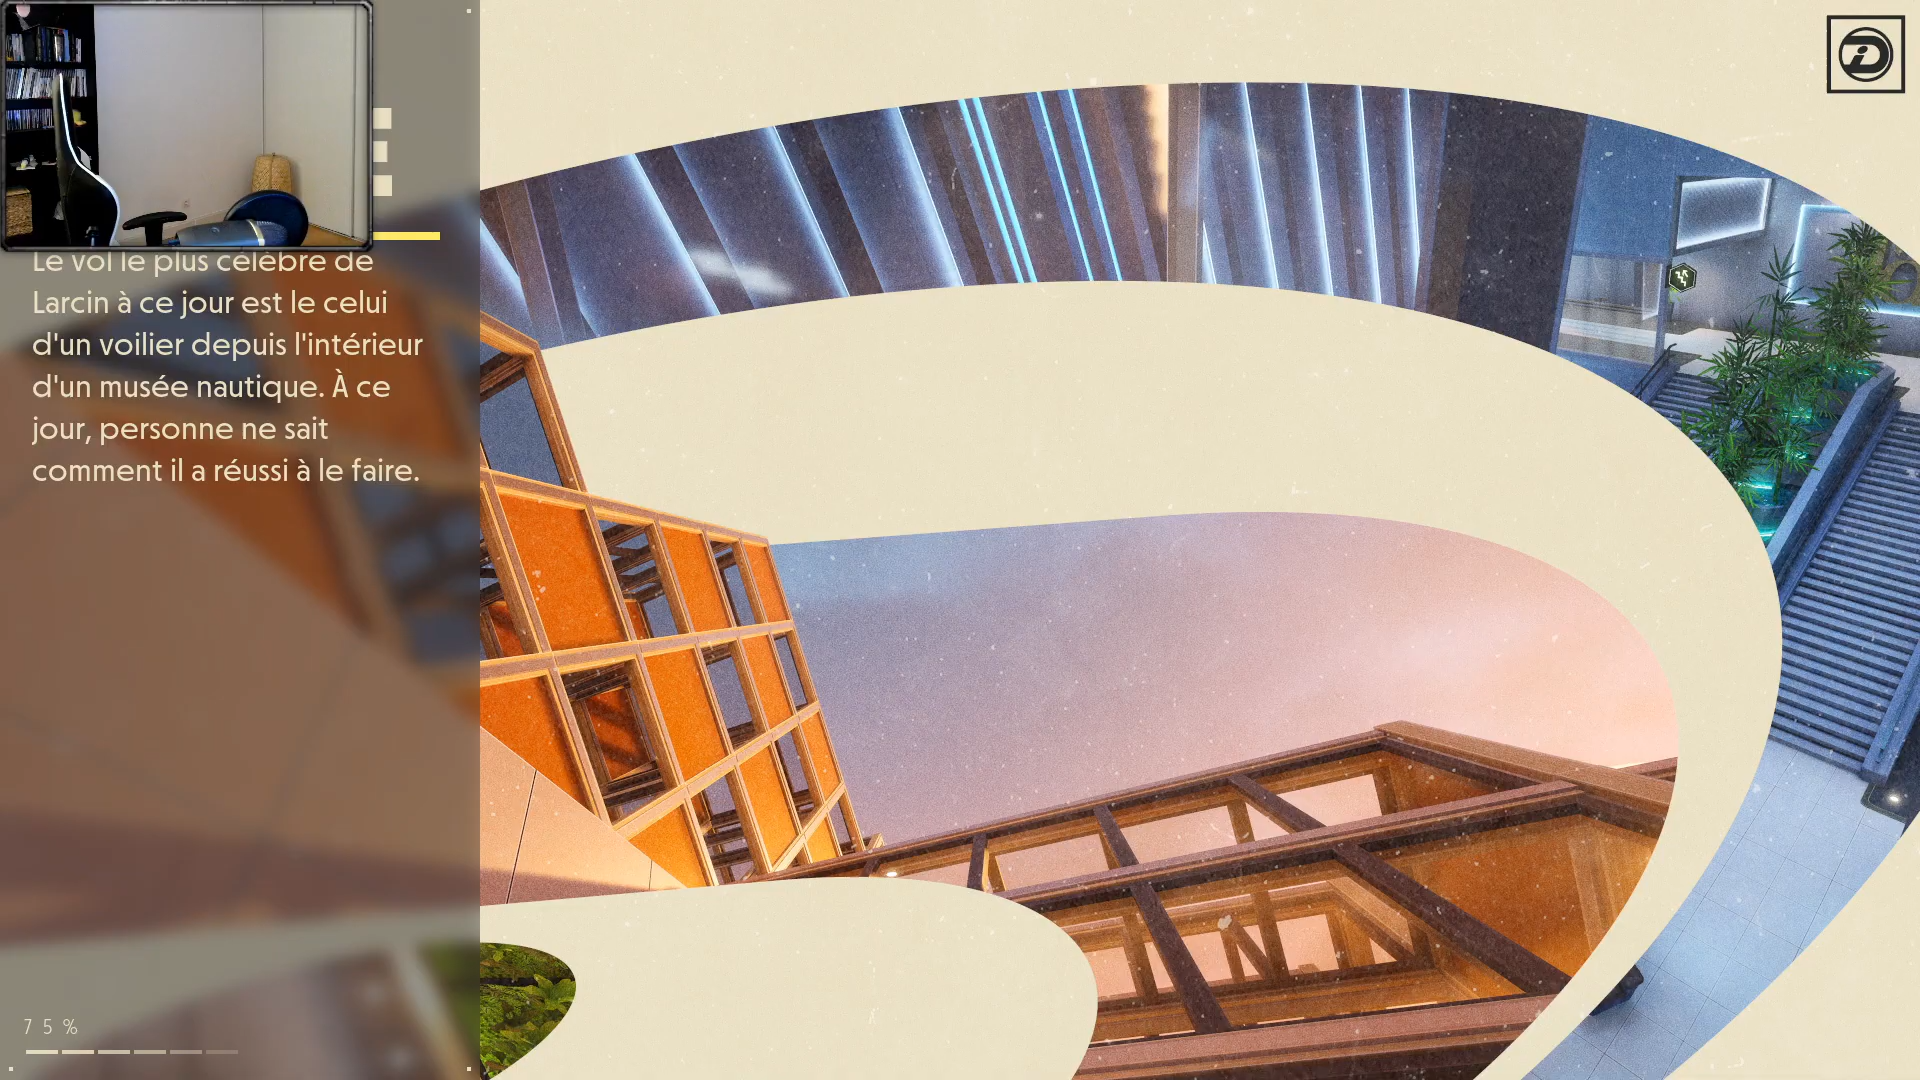 Le vol le plus célèbre de
Larcin à ce jour est le celui
d'un voilier depuis l'intérieur
d'un musée nautique. À ce
jour, personne ne sait
comment il a réussi à le faire.
75%